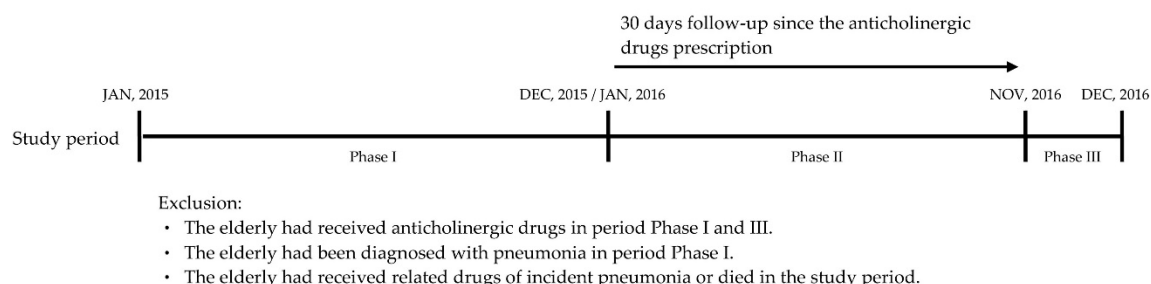 30 days follow-up since the anticholinergic
drugs prescription
JAN, 2015
DEC, 2015 / JAN, 2016
NOV, 2016
DEC, 2016
Study period
Phase I
Phase II
Phase III
Exclusion:
• The elderly had received anticholinergic drugs in period Phase I and III.
• The elderly had been diagnosed with pneumonia in period Phase I.
• The elderly had received related drugs of incident pneumonia or died in the study period.